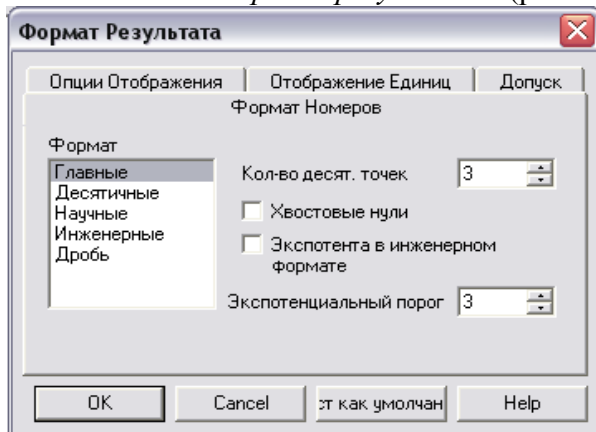 Формат Результата
Опции Отображения Отображение Единиц Допуск
Формат Номеров
Формат
Главные
Десятичные
Научные
Инженерные
Дробь
Кол-во десят. точек 3
Хвостовые нули
Экспотента в инженерном
формате
Экспотенциальный порог 3
OK Cancel как умолчан Help